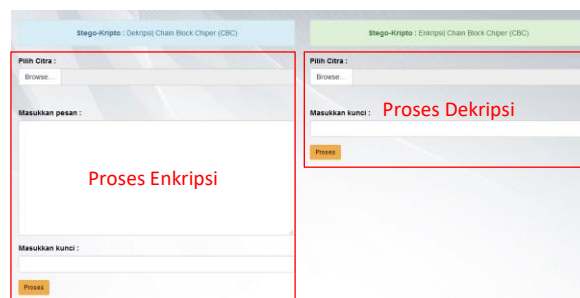 Stego-Kripto : Dekripsi| Chain Block Chiper (CBC)
Pilih Citra :
Browse...
Masukkan pesan :
Proses Enkripsi
Masukkan kunci :
Proses
Stego-Kripto : Enkripsi| Chain Block Chiper (CBC)
Pilih Citra :
Browse...
Masukkan kunci :
Proses Dekripsi
Proses